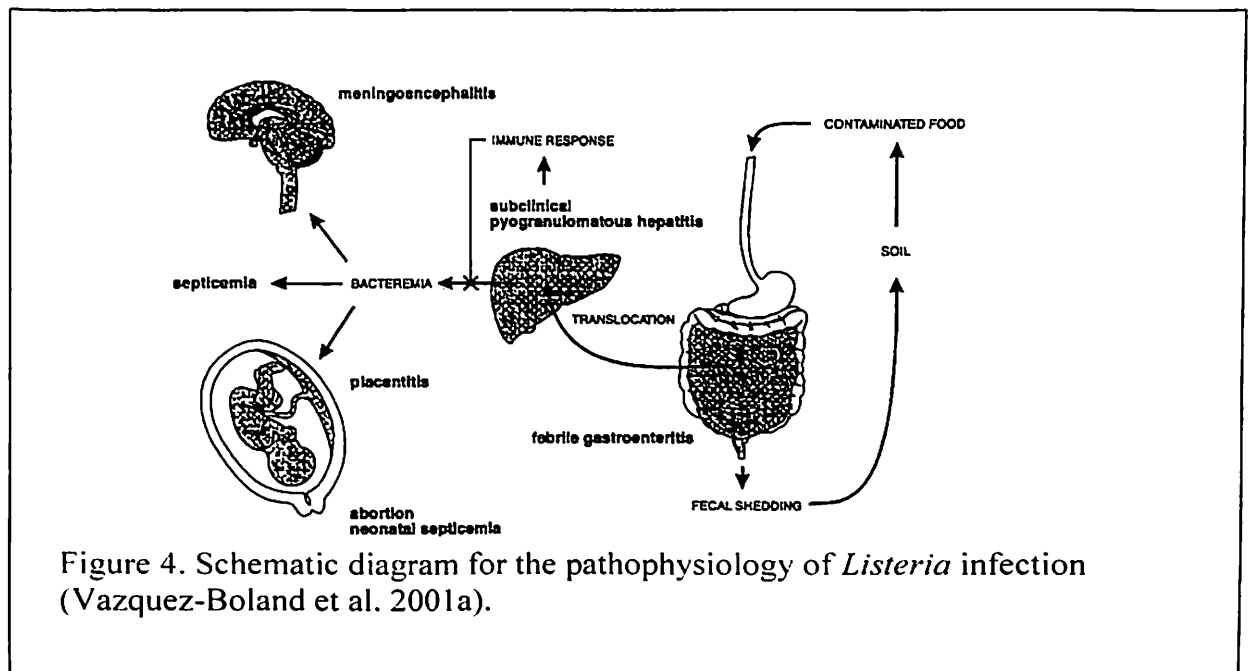 meningoencephalitis
CONTAMINATED FOOD
IMMUNE RESPONSE
subclinical
pyogranulomatous hepatitis
SOIL
septicemia
BACTEREMIA
TRANSLOCATION
placentitis
febrile gastroenteritis
FECAL SHEDDING
abortion
neonatal septicemia
Figure 4. Schematic diagram for the pathophysiology of Listeria infection
(Vazquez-Boland et al. 2001a).